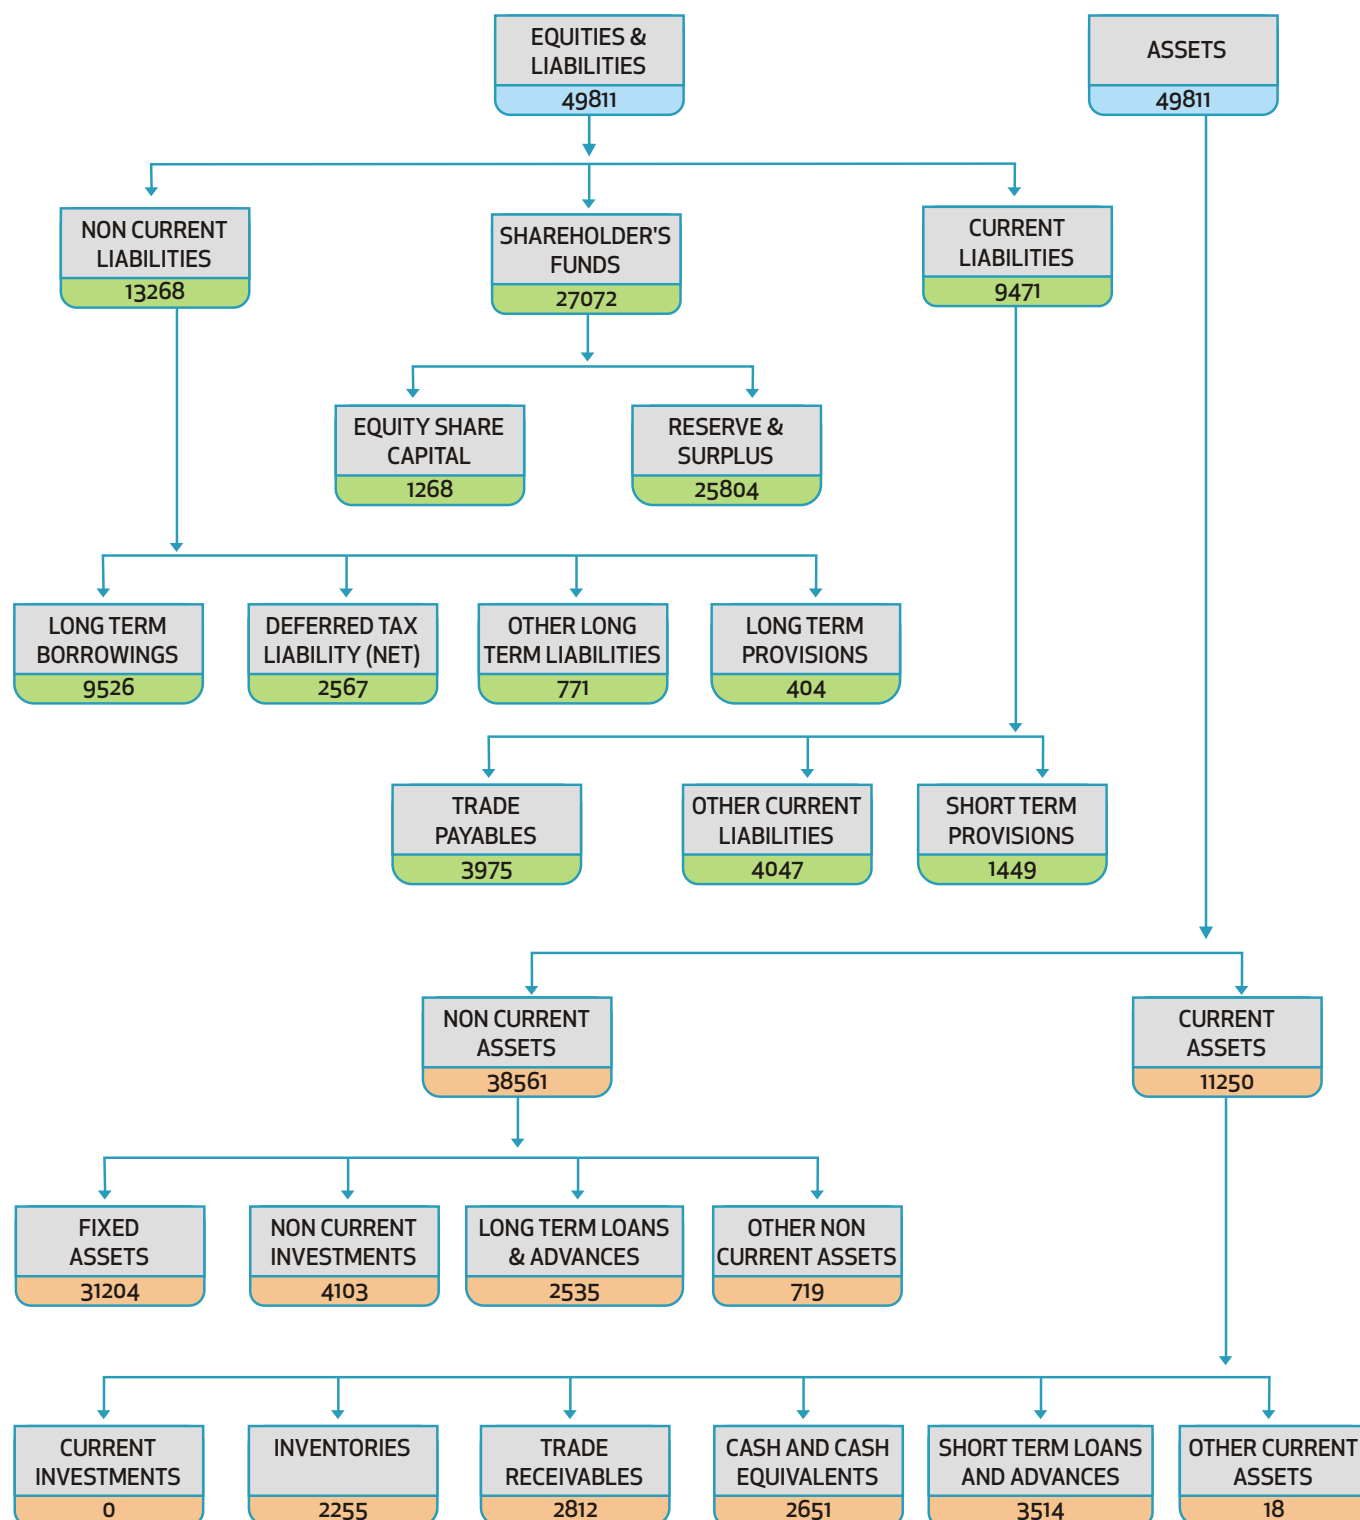 EQUITIES &
LIABILITIES
49811
ASSETS
49811
NON CURRENT
LIABILITIES
13268
SHAREHOLDER'S
FUNDS
27072
CURRENT
LIABILITIES
9471
EQUITY SHARE
CAPITAL
1268
RESERVE &
SURPLUS
25804
LONG TERM
BORROWINGS
9526
DEFERRED TAX
LIABILITY (NET)
2567
OTHER LONG
TERM LIABILITIES
771
LONG TERM
PROVISIONS
404
TRADE
PAYABLES
3975
OTHER CURRENT
LIABILITIES
4047
SHORT TERM
PROVISIONS
1449
NON CURRENT
ASSETS
38561
CURRENT
ASSETS
11250
FIXED
ASSETS
31204
NON CURRENT
INVESTMENTS
4103
LONG TERM LOANS
& ADVANCES
2535
OTHER NON
CURRENT ASSETS
719
CURRENT
INVESTMENTS
0
INVENTORIES
2255
TRADE
RECEIVABLES
2812
CASH AND CASH
EQUIVALENTS
2651
SHORT TERM LOANS
AND ADVANCES
3514
OTHER CURRENT
ASSETS
18